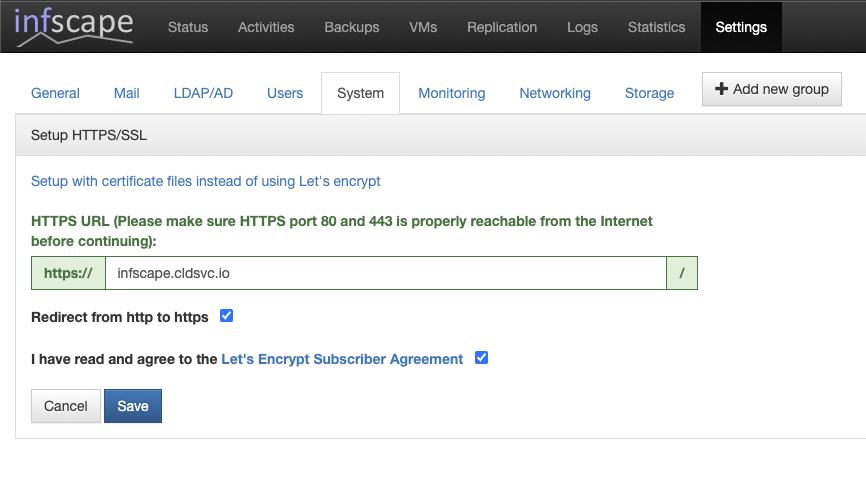 infscape Status Activities Backups VMs Replication Logs Statistics Settings
General Mail LDAP/AD Users System Monitoring Networking Storage + Add new group
Setup HTTPS/SSL
Setup with certificate files instead of using Let's encrypt
HTTPS URL (Please make sure HTTPS port 80 and 443 is properly reachable from the Internet
before continuing):
https:// infscape.cldsvc.io /
Redirect from http to https
I have read and agree to the Let's Encrypt Subscriber Agreement
Cancel Save